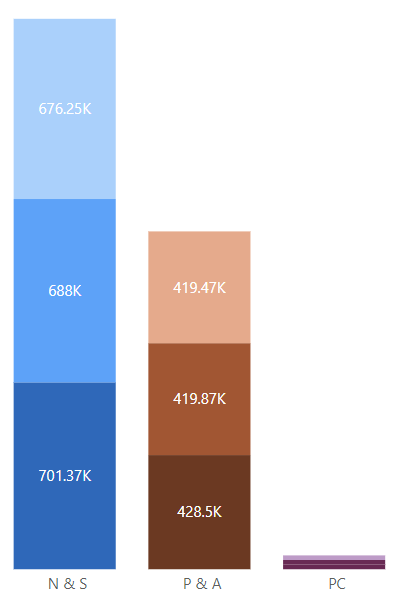 676.25K
688K
419.47K
419.87K
701.37K
428.5K
N & S
P & A
PC